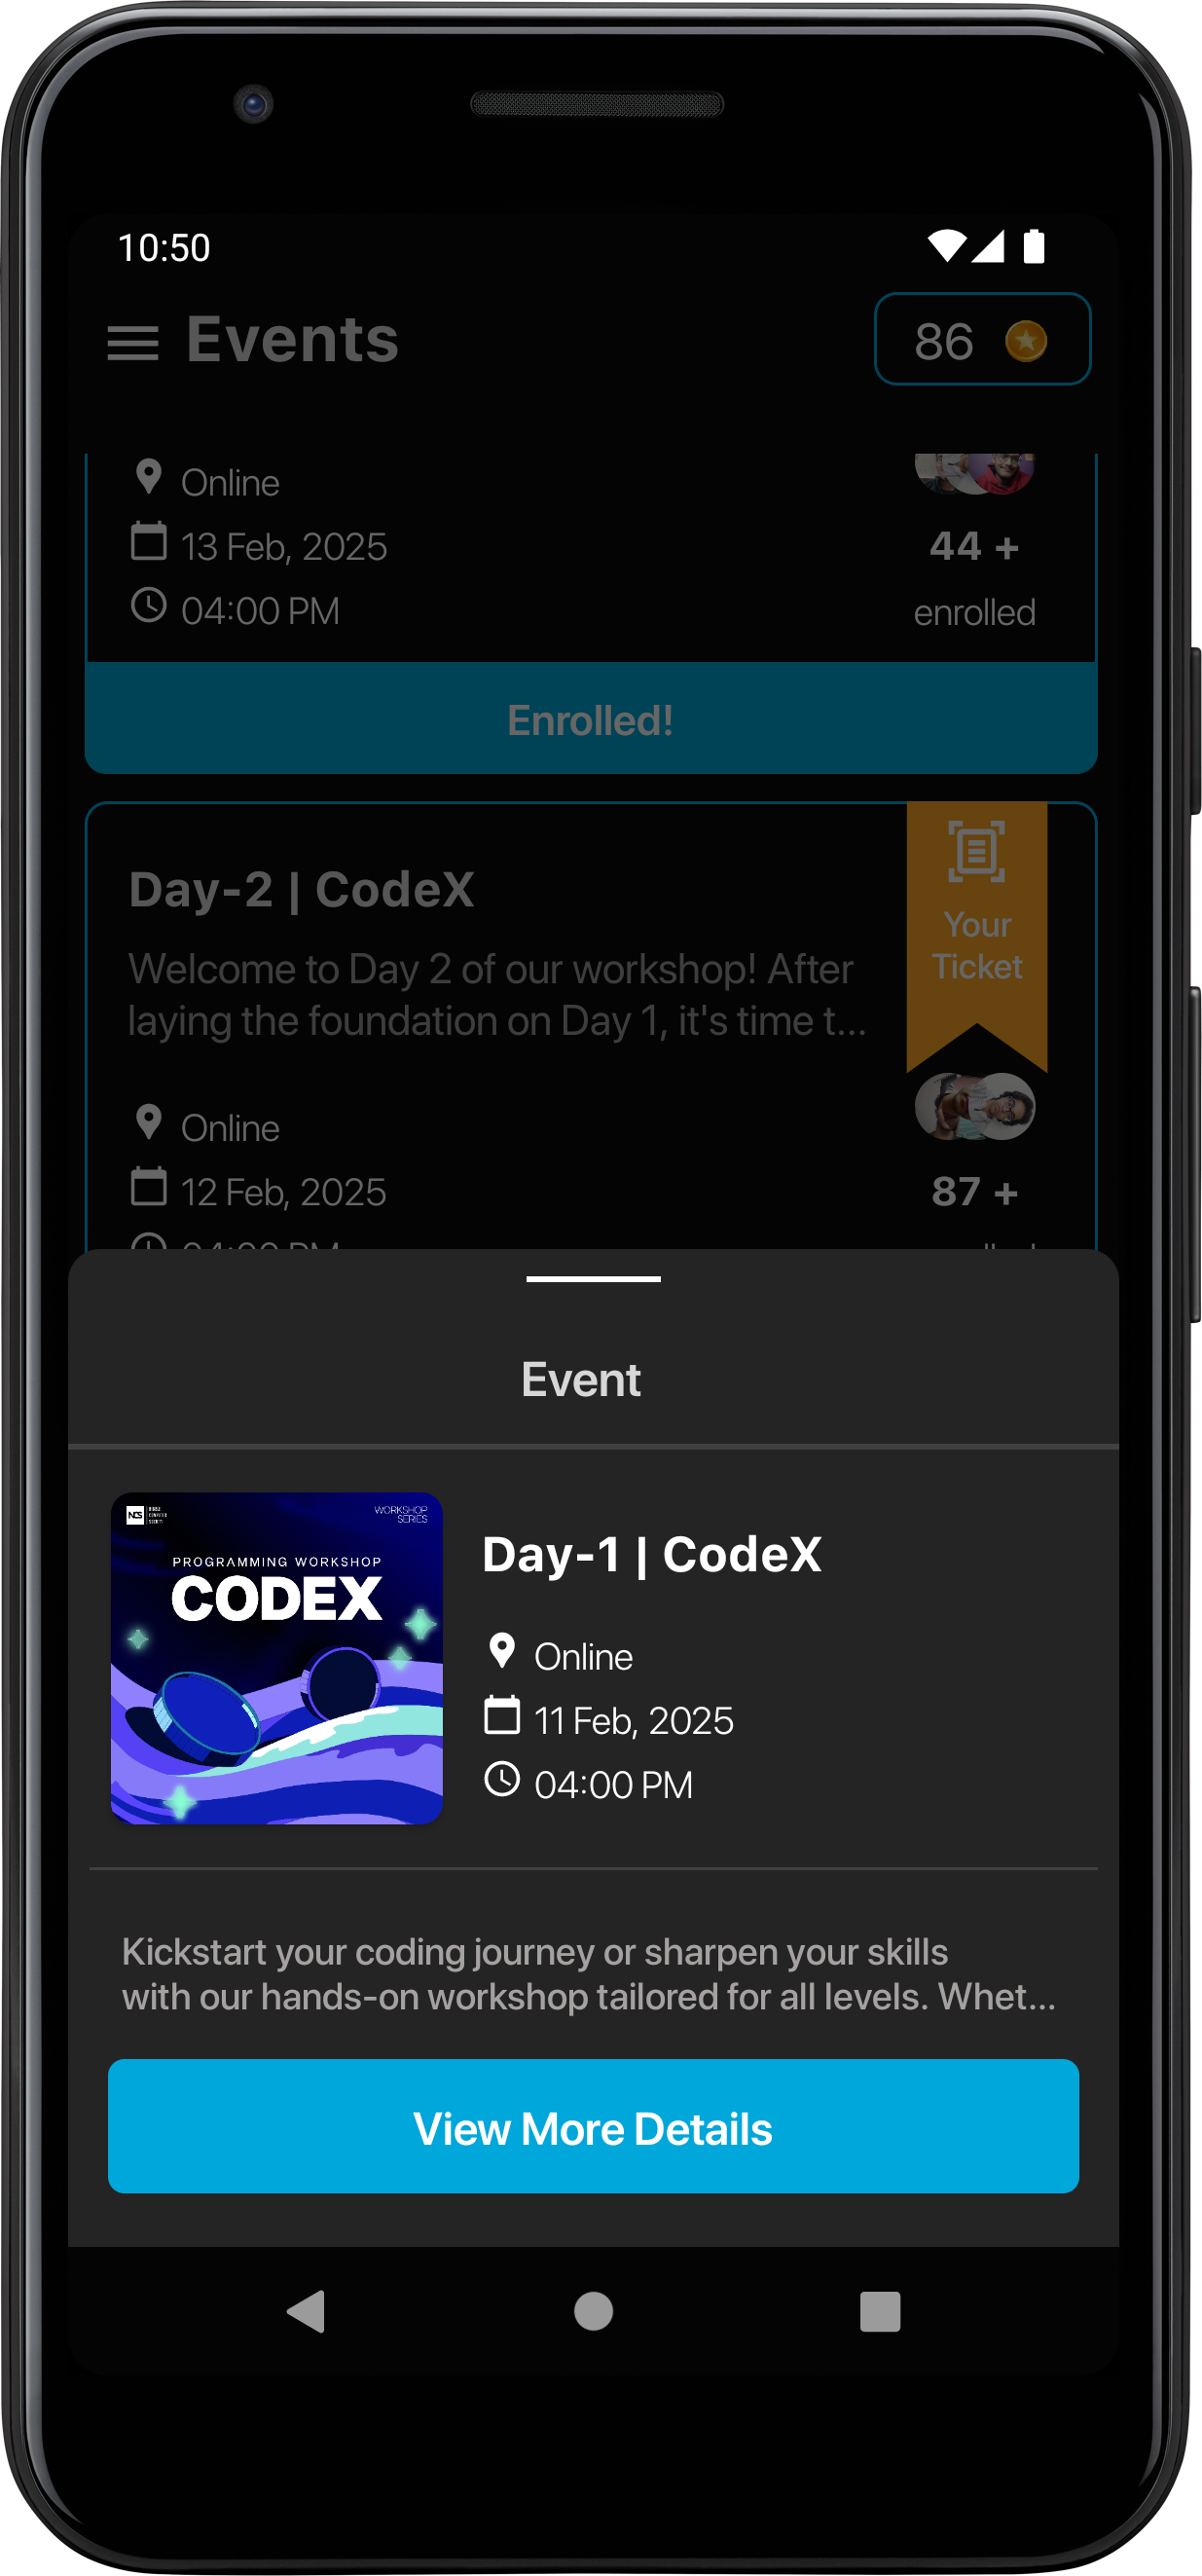 10:50
Events
86
Online
13 Feb, 2025
44 +
04:00 PM
enrolled
Enrolled!
Day-2 | CodeX
Your
Ticket
Welcome to Day 2 of our workshop! After
laying the foundation on Day 1, it's time t...
Online
12 Feb, 2025
87 +
04:00 PM
Event
NCS
WORKSHOP
SERIES
PROGRAMMING WORKSHOP
CODEX
Day-1 | CodeX
Online
11 Feb, 2025
04:00 PM
Kickstart your coding journey or sharpen your skills
with our hands-on workshop tailored for all levels. Whet...
View More Details